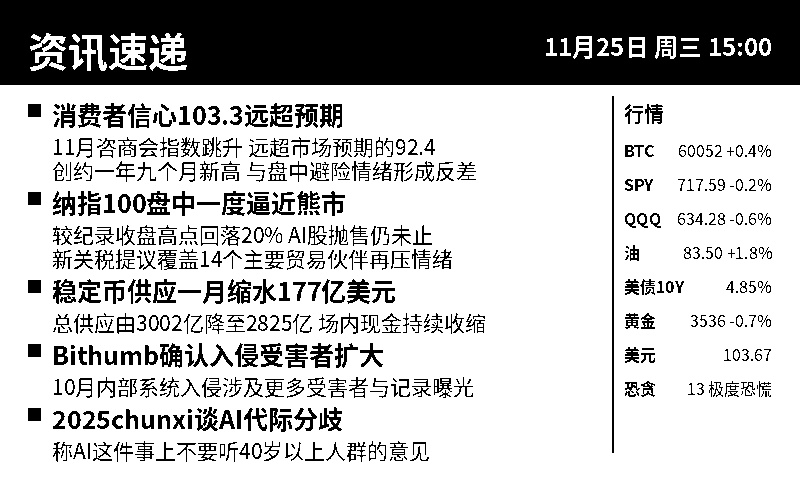 资讯速递
11月25日 周三 15:00
消费者信心103.3远超预期
11月咨商会指数跳升 远超市场预期的92.4
创约一年九个月新高 与盘中避险情绪形成反差
纳指100盘中一度逼近熊市
较纪录收盘高点回落20% AI股抛售仍未止
新关税提议覆盖14个主要贸易伙伴再压情绪
稳定币供应一月缩水177亿美元
总供应由3002亿降至2825亿 场内现金持续收缩
Bithumb确认入侵受害者扩大
10月内部系统入侵涉及更多受害者与记录曝光
2025chunxi谈AI代际分歧
称AI这件事上不要听40岁以上人群的意见
行情
BTC 60052 +0.4%
SPY 717.59 -0.2%
QQQ 634.28 -0.6%
油 83.50 +1.8%
美债10Y 4.85%
黄金 3536 -0.7%
美元 103.67
恐贪 13 极度恐慌